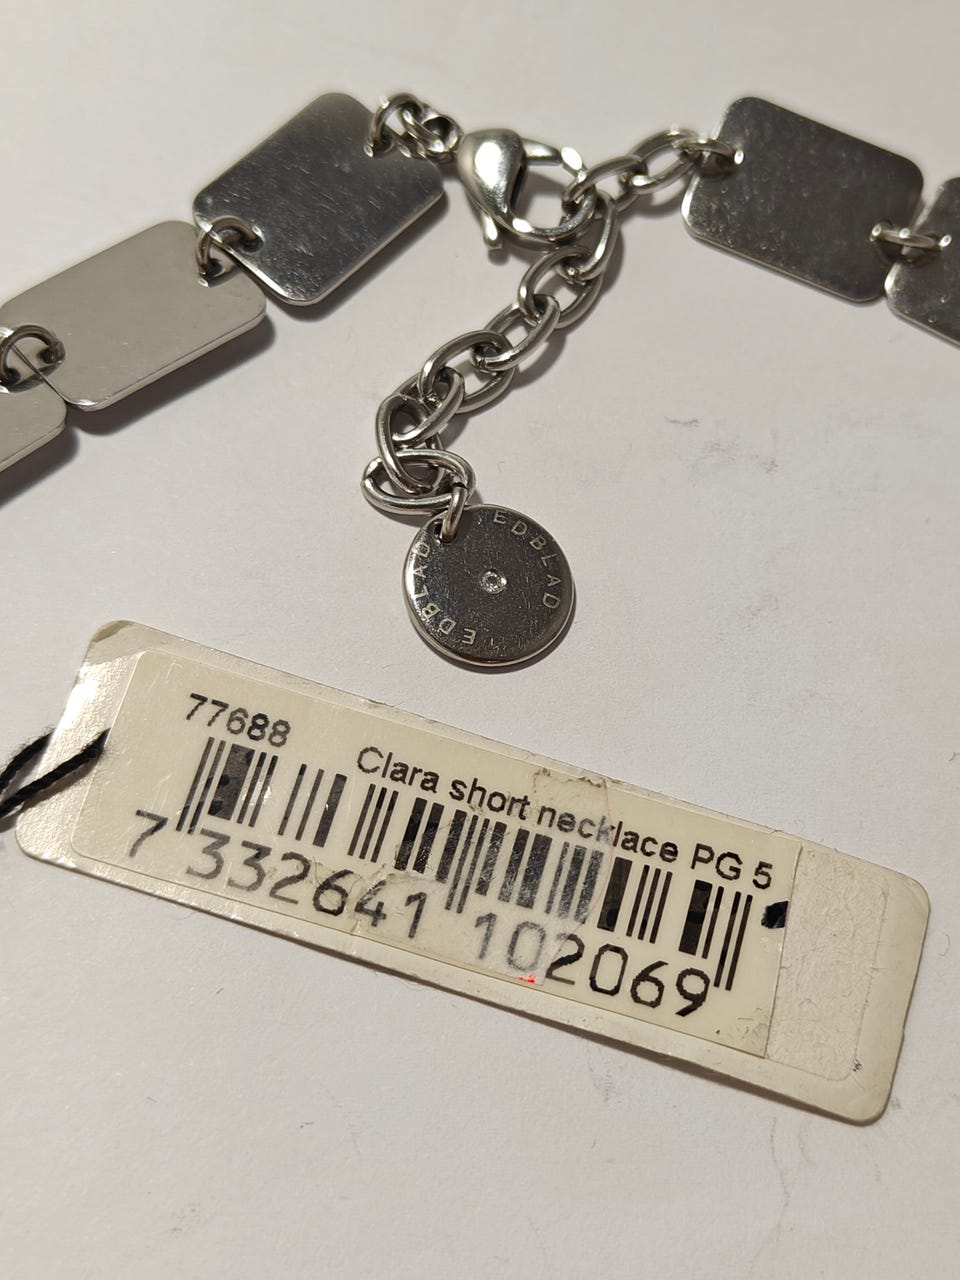 EDBLAD
EDBLAD
77688
Clara short necklace PG 5
7 332641 102069